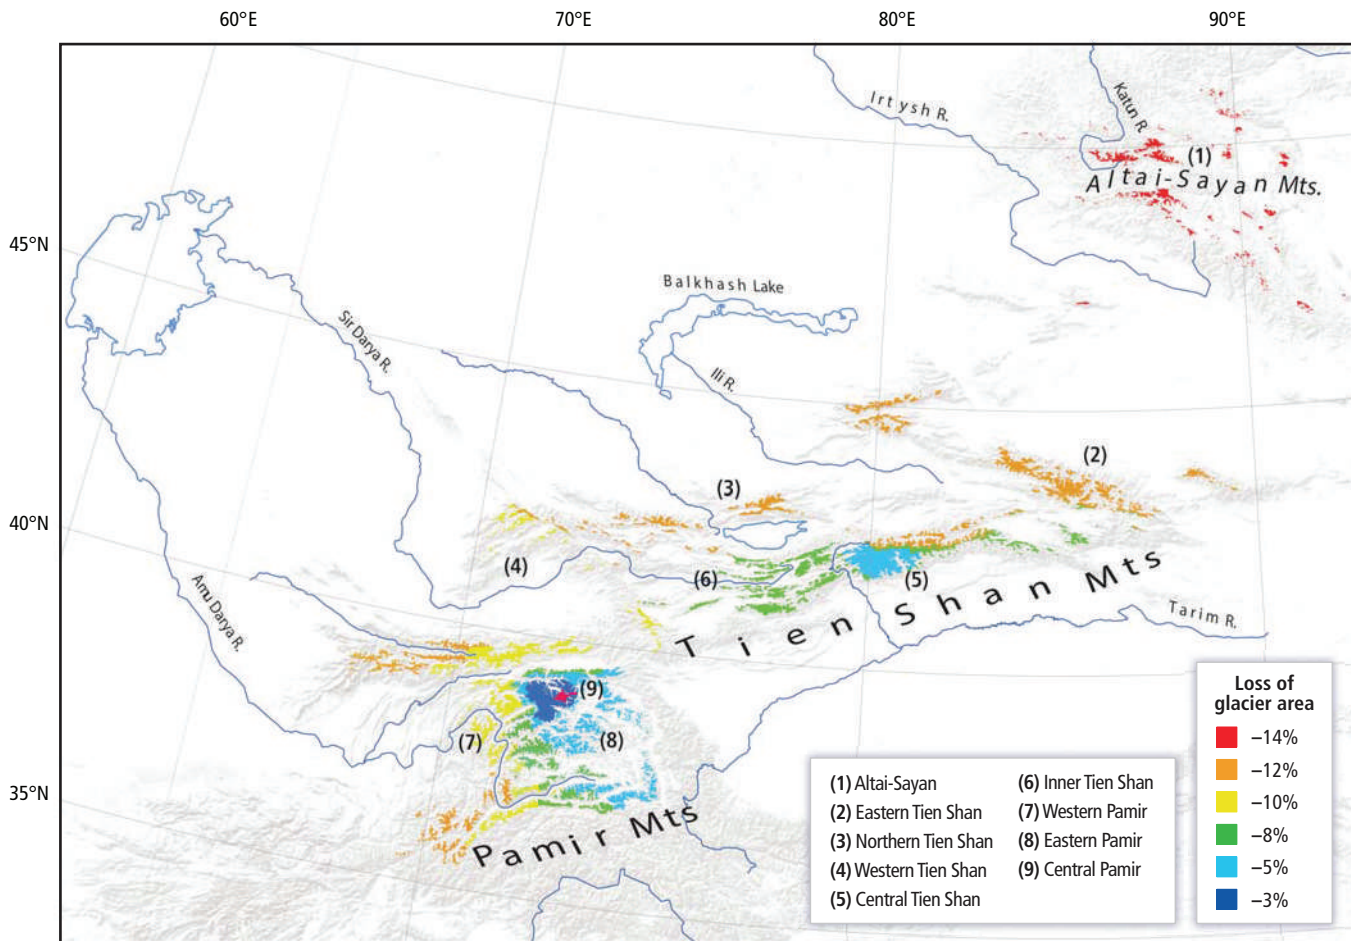 60°E
70°E
80°E
90°E
Irtysh R.
Katun R.
(1)
Altai-Sayan Mts.
45°N
Balkhash Lake
Sir Darya R.
Ili R.
(2)
(3)
40°N
(4)
(6)
(5)
Tien Shan Mts
Amu Darya R.
Tarim R.
(9)
(7)
(8)
35°N
Pamir Mts
(1) Altai-Sayan
(2) Eastern Tien Shan
(3) Northern Tien Shan
(4) Western Tien Shan
(5) Central Tien Shan
(6) Inner Tien Shan
(7) Western Pamir
(8) Eastern Pamir
(9) Central Pamir
Loss of
glacier area
–14%
–12%
–10%
–8%
–5%
–3%